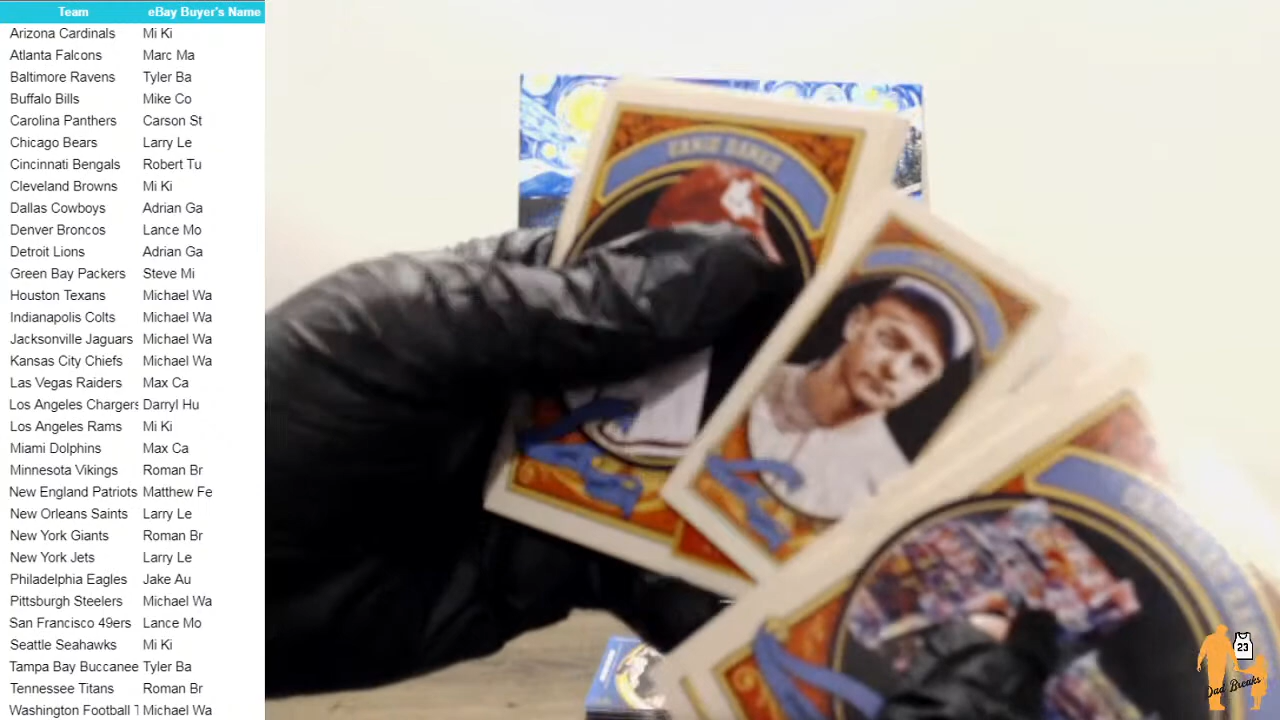 Team eBay Buyer's Name
Arizona Cardinals Mi Ki
Atlanta Falcons Marc Ma
Baltimore Ravens Tyler Ba
Buffalo Bills Mike Co
Carolina Panthers Carson St
Chicago Bears Larry Le
Cincinnati Bengals Robert Tu
Cleveland Browns Mi Ki
Dallas Cowboys Adrian Ga
Denver Broncos Lance Mo
Detroit Lions Adrian Ga
Green Bay Packers Steve Mi
Houston Texans Michael Wa
Indianapolis Colts Michael Wa
Jacksonville Jaguars Michael Wa
Kansas City Chiefs Michael Wa
Las Vegas Raiders Max Ca
Los Angeles Chargers Darryl Hu
Los Angeles Rams Mi Ki
Miami Dolphins Max Ca
Minnesota Vikings Roman Br
New England Patriots Matthew Fe
New Orleans Saints Larry Le
New York Giants Roman Br
New York Jets Larry Le
Philadelphia Eagles Jake Au
Pittsburgh Steelers Michael Wa
San Francisco 49ers Lance Mo
Seattle Seahawks Mi Ki
Tampa Bay Buccanee Tyler Ba
Tennessee Titans Roman Br
Washington Football Michael Wa
ERNIE BANKS
23
Dad Breaks